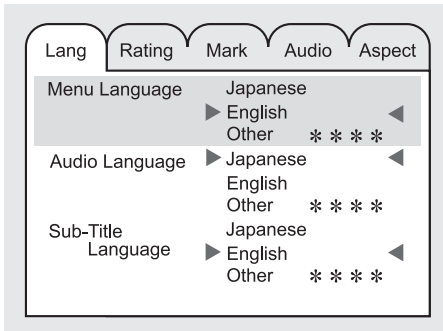 Lang Rating Mark Audio Aspect
Menu Language Japanese
English
Other ****
Audio Language Japanese
English
Other ****
Sub-Title Japanese
Language English
Other ****